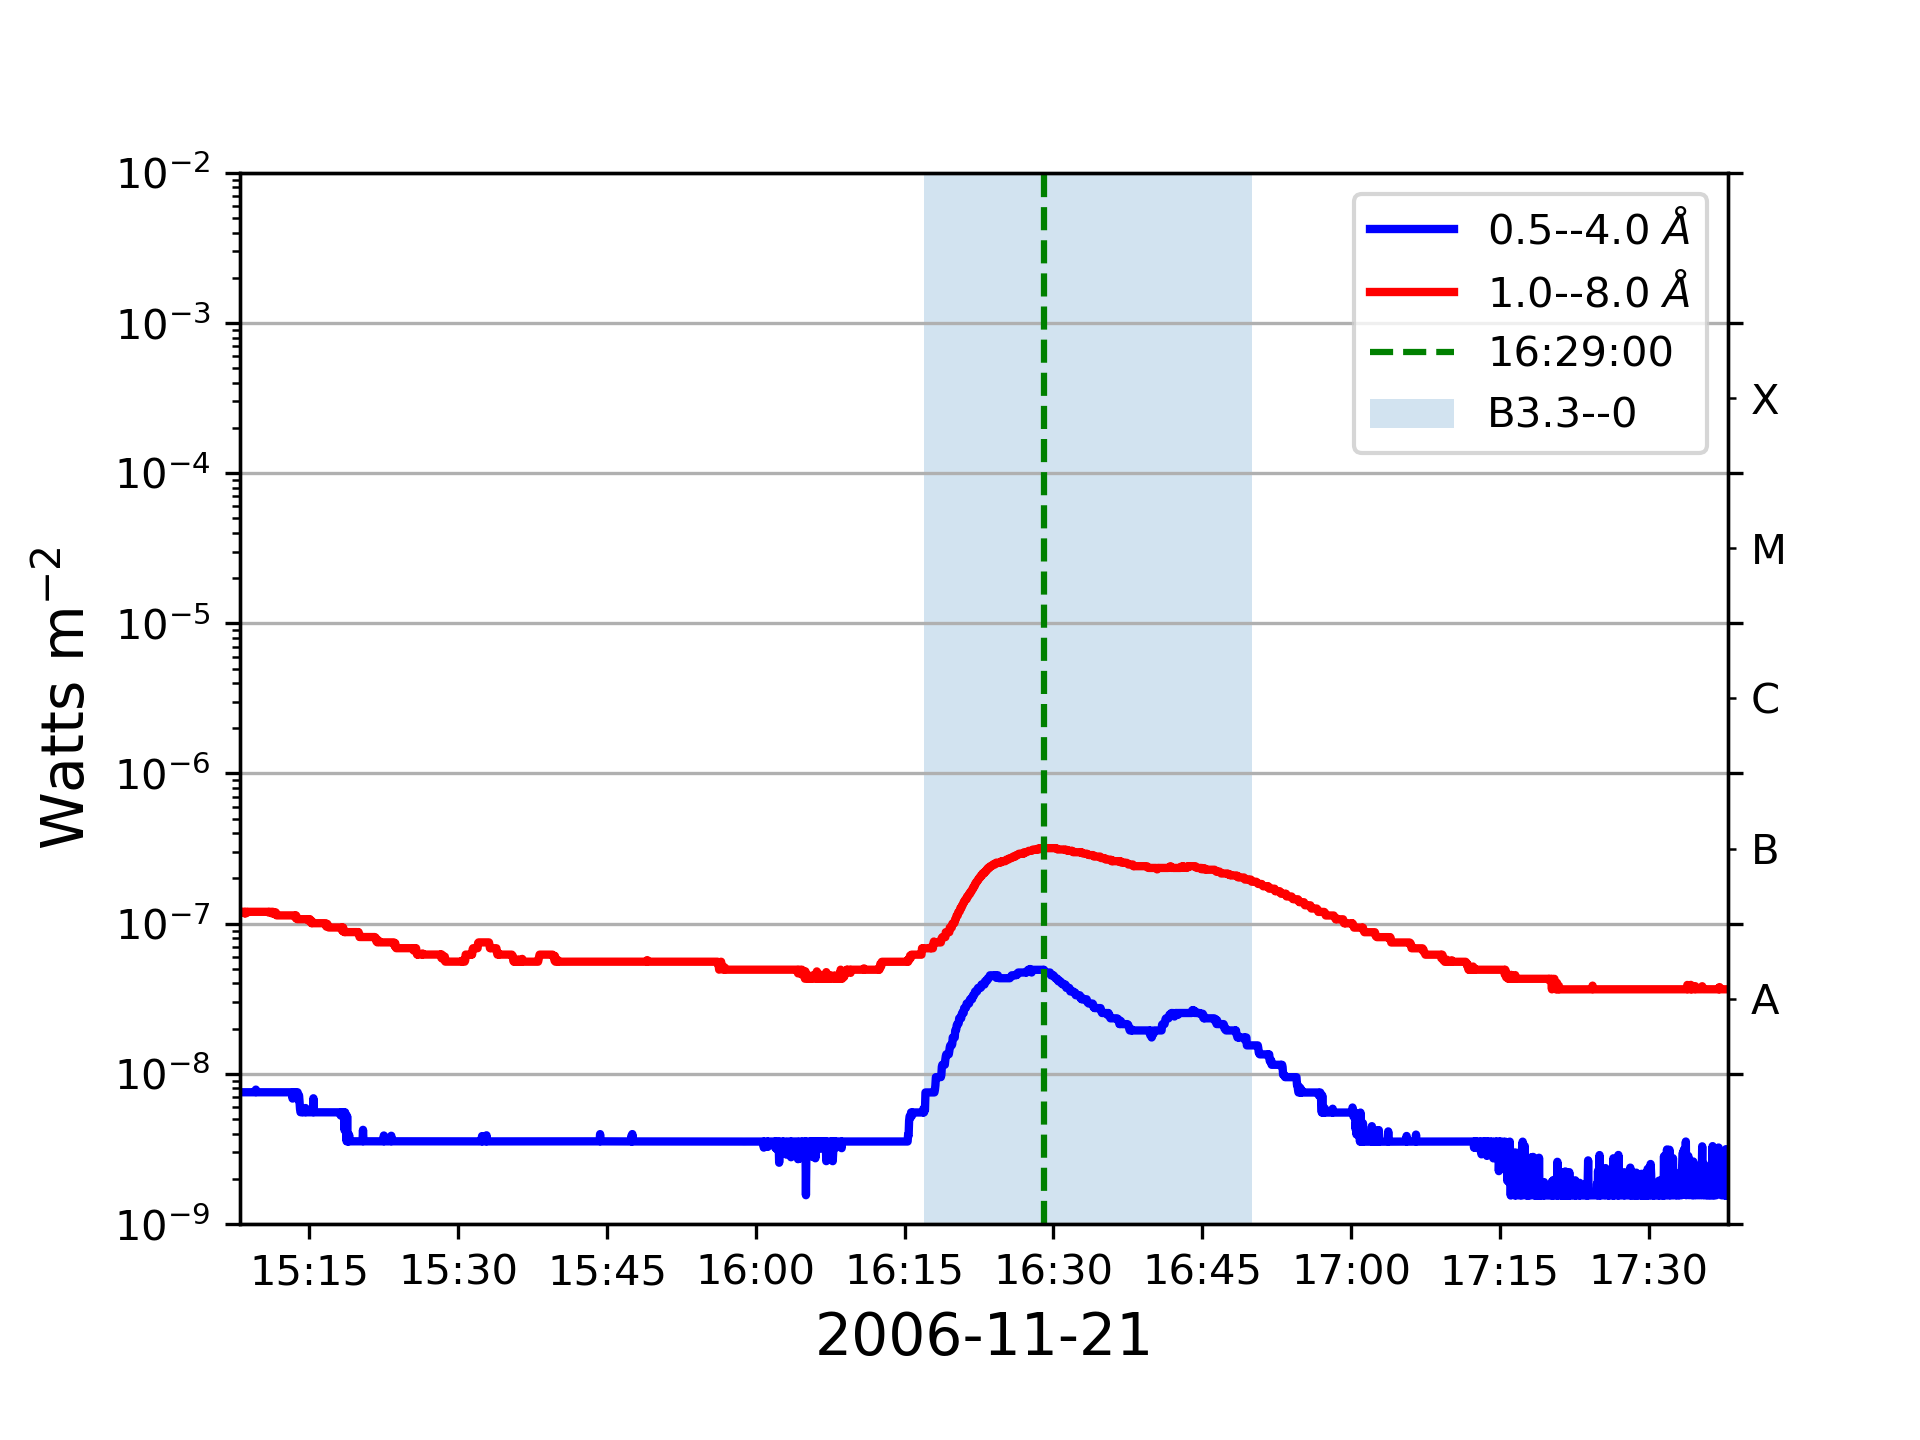 10⁻²
10⁻³
10⁻⁴
10⁻⁵
10⁻⁶
10⁻⁷
10⁻⁸
10⁻⁹
Watts m⁻²
0.5--4.0 Å
1.0--8.0 Å
16:29:00
B3.3--0
X
M
C
B
A
15:15 15:30 15:45 16:00 16:15 16:30 16:45 17:00 17:15 17:30
2006-11-21